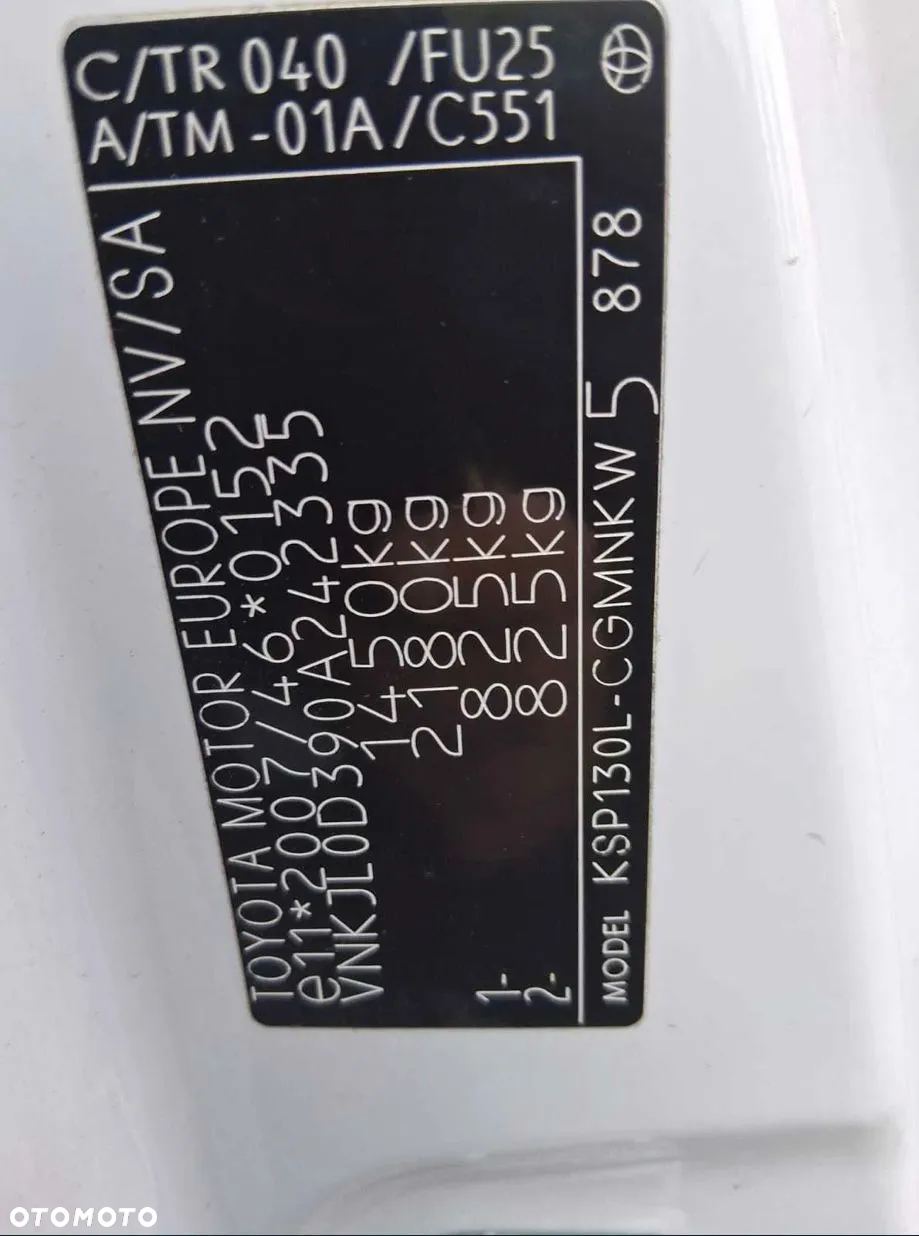 TOYOTA MOTOR EUROPE NV/SA
e11*2007/46*0152
VNKJL0D390A242335
1450kg
2180kg
1- 825kg
2- 825kg
MODEL KSP130L-CGMNKW 5 878
C/TR 040 /FU25
A/TM -01A/C551
OTOMOTO